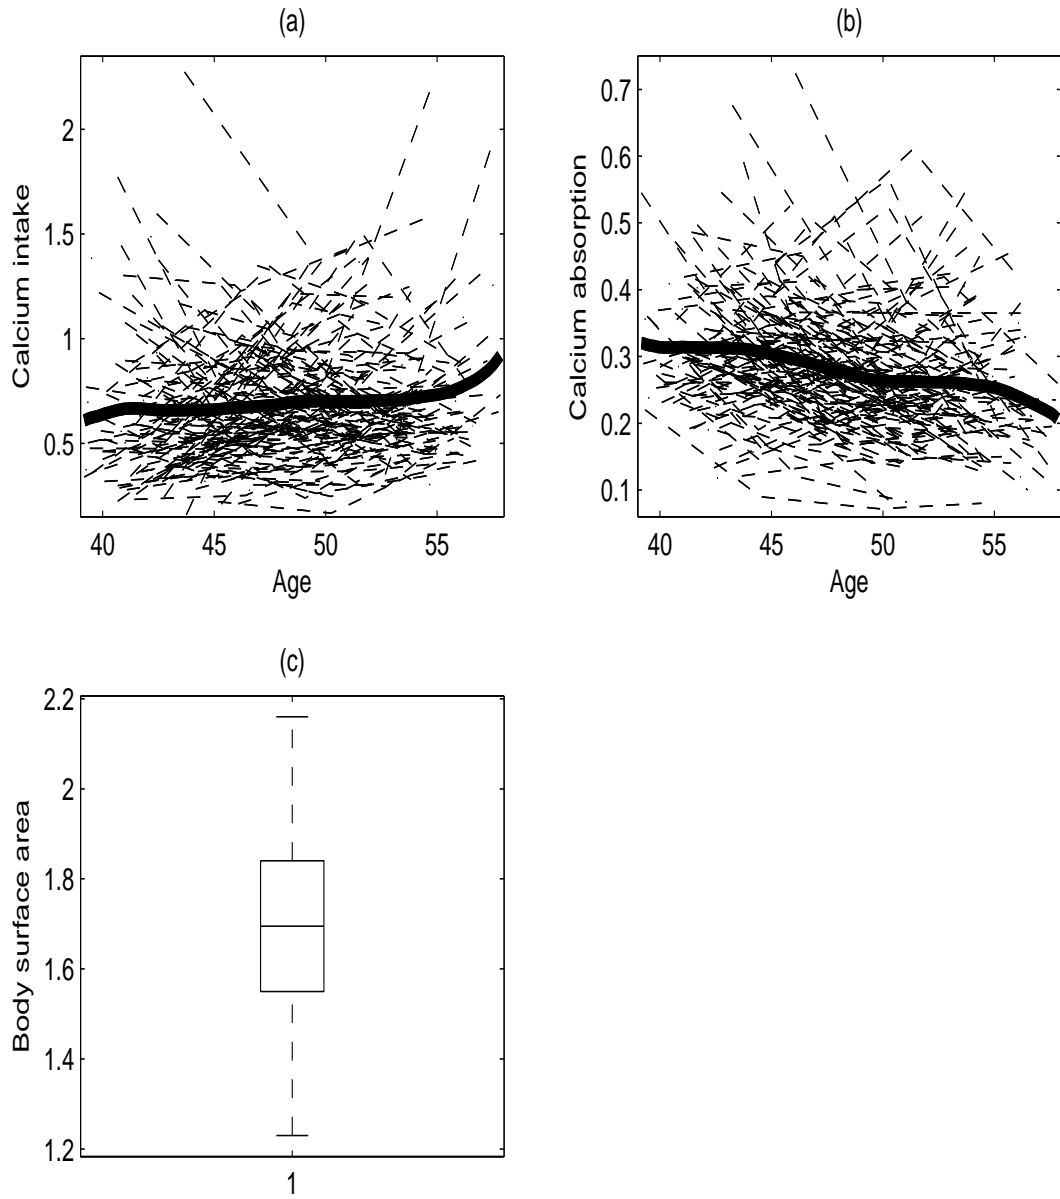 (a)
Calcium intake
2
1.5
1
0.5
40 45 50 55
Age
(b)
Calcium absorption
0.7
0.6
0.5
0.4
0.3
0.2
0.1
40 45 50 55
Age
(c)
Body surface area
2.2
2
1.8
1.6
1.4
1.2
1